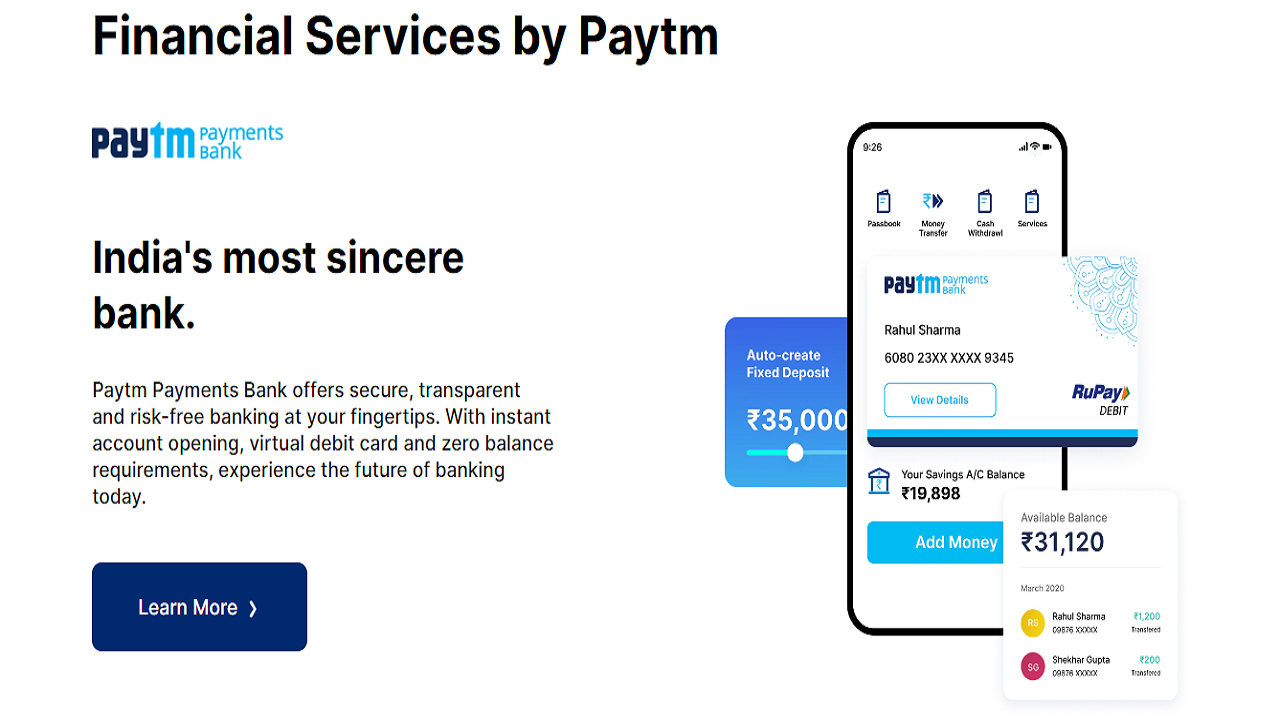 Financial Services by Paytm
paytm Payments Bank
India's most sincere
bank.
Paytm Payments Bank offers secure, transparent
and risk-free banking at your fingertips. With instant
account opening, virtual debit card and zero balance
requirements, experience the future of banking
today.
Learn More ❯
9:26
Passbook
Money Transfer
Cash Withdrawl
Services
paytm Payments Bank
Rahul Sharma
6080 23XX XXXX 9345
View Details
RuPay
DEBIT
Auto-create
Fixed Deposit
₹35,000
Your Savings A/C Balance
₹19,898
Add Money
Available Balance
₹31,120
March 2020
RS Rahul Sharma ₹1,200
09876 XXXXX Transfered
SG Shekhar Gupta ₹200
09876 XXXXX Transfered